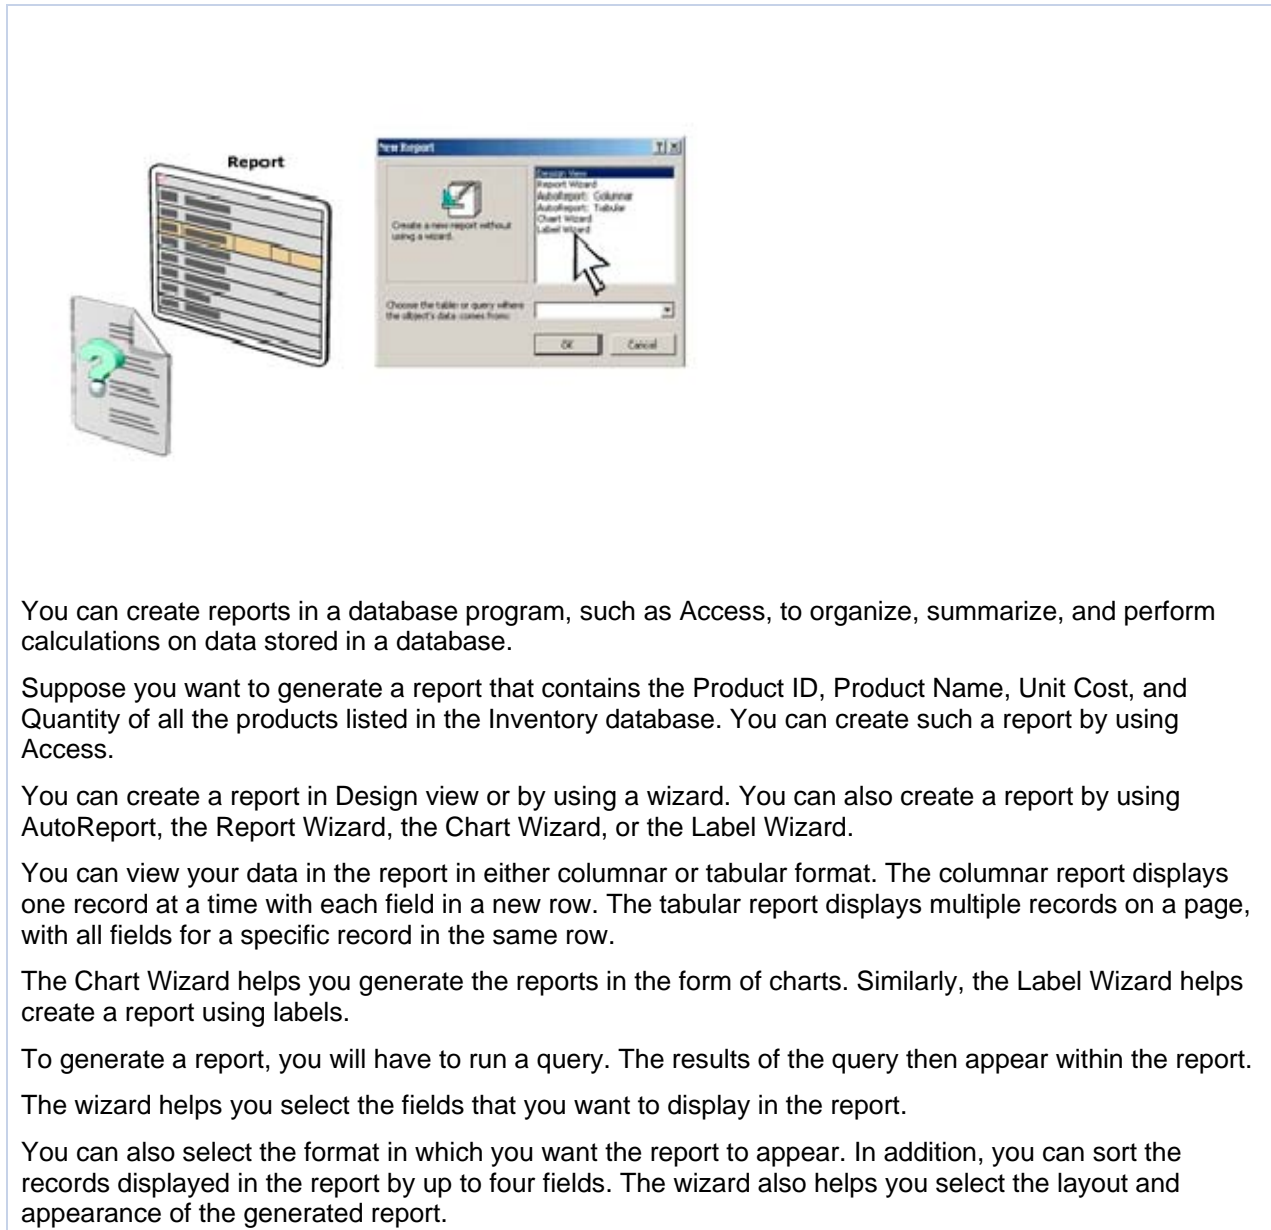 Report
New Report
Create a new report without
using a wizard.
Design View
Report Wizard
AutoReport: Columnar
AutoReport: Tabular
Chart Wizard
Label Wizard
Choose the table or query where
the object's data comes from:
OK
Cancel
You can create reports in a database program, such as Access, to organize, summarize, and perform
calculations on data stored in a database.
Suppose you want to generate a report that contains the Product ID, Product Name, Unit Cost, and
Quantity of all the products listed in the Inventory database. You can create such a report by using
Access.
You can create a report in Design view or by using a wizard. You can also create a report by using
AutoReport, the Report Wizard, the Chart Wizard, or the Label Wizard.
You can view your data in the report in either columnar or tabular format. The columnar report displays
one record at a time with each field in a new row. The tabular report displays multiple records on a page,
with all fields for a specific record in the same row.
The Chart Wizard helps you generate the reports in the form of charts. Similarly, the Label Wizard helps
create a report using labels.
To generate a report, you will have to run a query. The results of the query then appear within the report.
The wizard helps you select the fields that you want to display in the report.
You can also select the format in which you want the report to appear. In addition, you can sort the
records displayed in the report by up to four fields. The wizard also helps you select the layout and
appearance of the generated report.